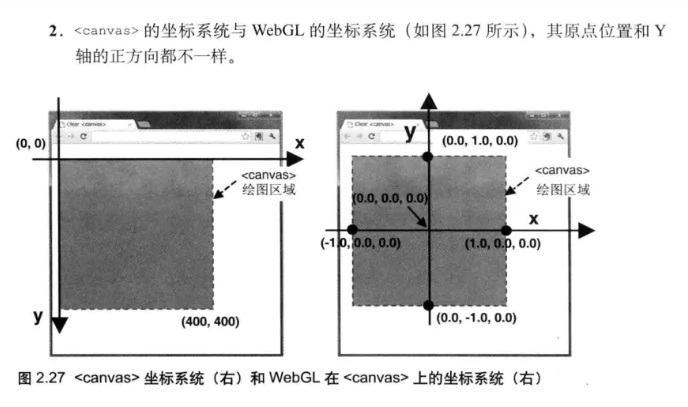 2. <canvas> 的坐标系统与 WebGL 的坐标系统（如图 2.27 所示），其原点位置和 Y
轴的正方向都不一样。
Clear <canvas>
(0, 0)
x
<canvas>
绘图区域
y
(400, 400)
Clear <canvas>
y
(0.0, 1.0, 0.0)
<canvas>
绘图区域
(0.0, 0.0, 0.0)
x
(-1.0, 0.0, 0.0)
(1.0, 0.0, 0.0)
(0.0, -1.0, 0.0)
图 2.27 <canvas> 坐标系统（右）和 WebGL 在 <canvas> 上的坐标系统（右）